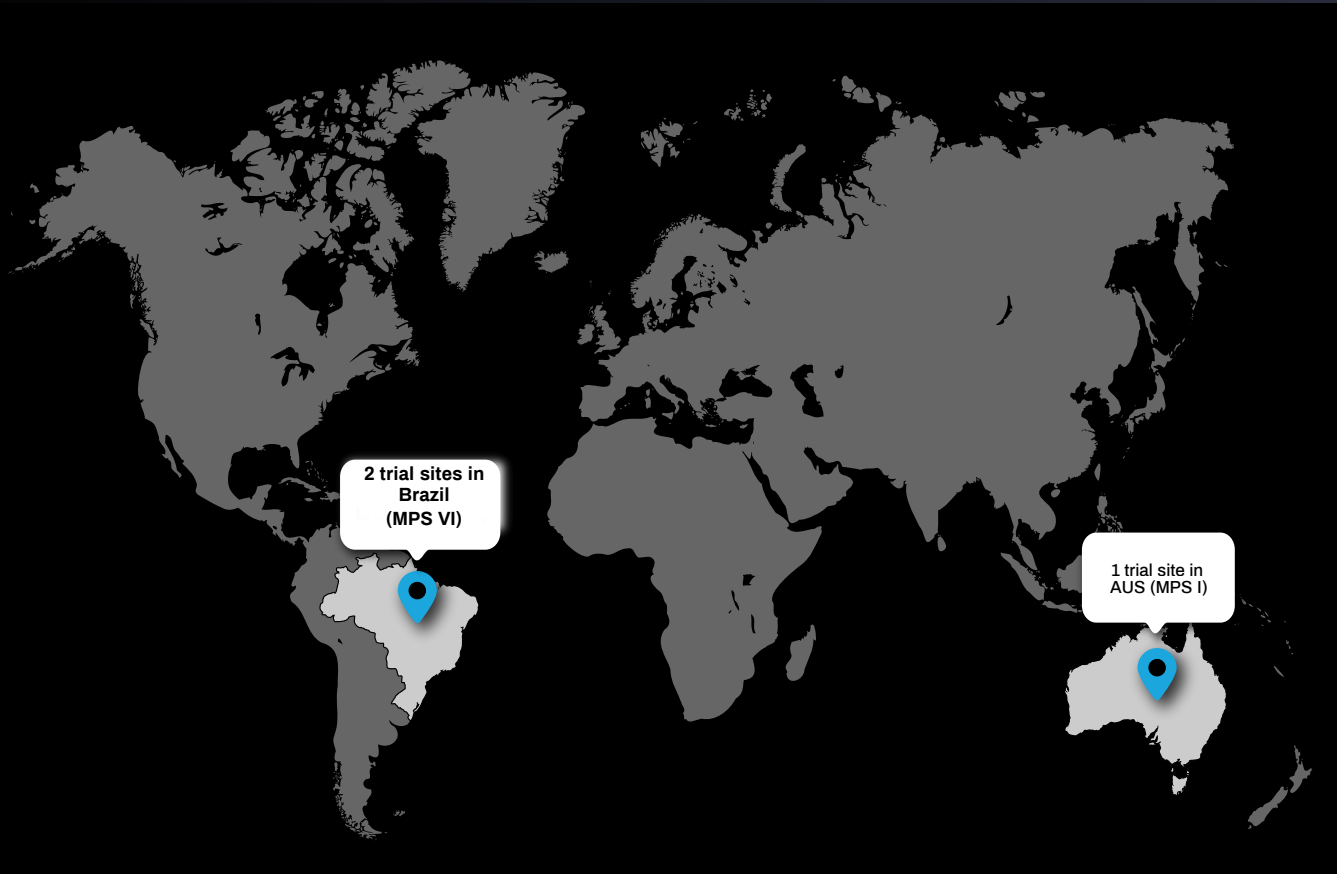 2 trial sites in
Brazil
(MPS VI)
1 trial site in
AUS (MPS I)